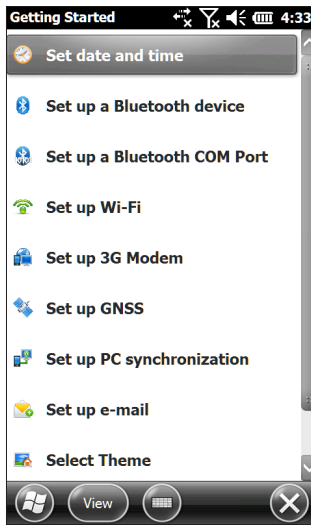 Getting Started 4:33
Set date and time
Set up a Bluetooth device
Set up a Bluetooth COM Port
Set up Wi-Fi
Set up 3G Modem
Set up GNSS
Set up PC synchronization
Set up e-mail
Select Theme
View